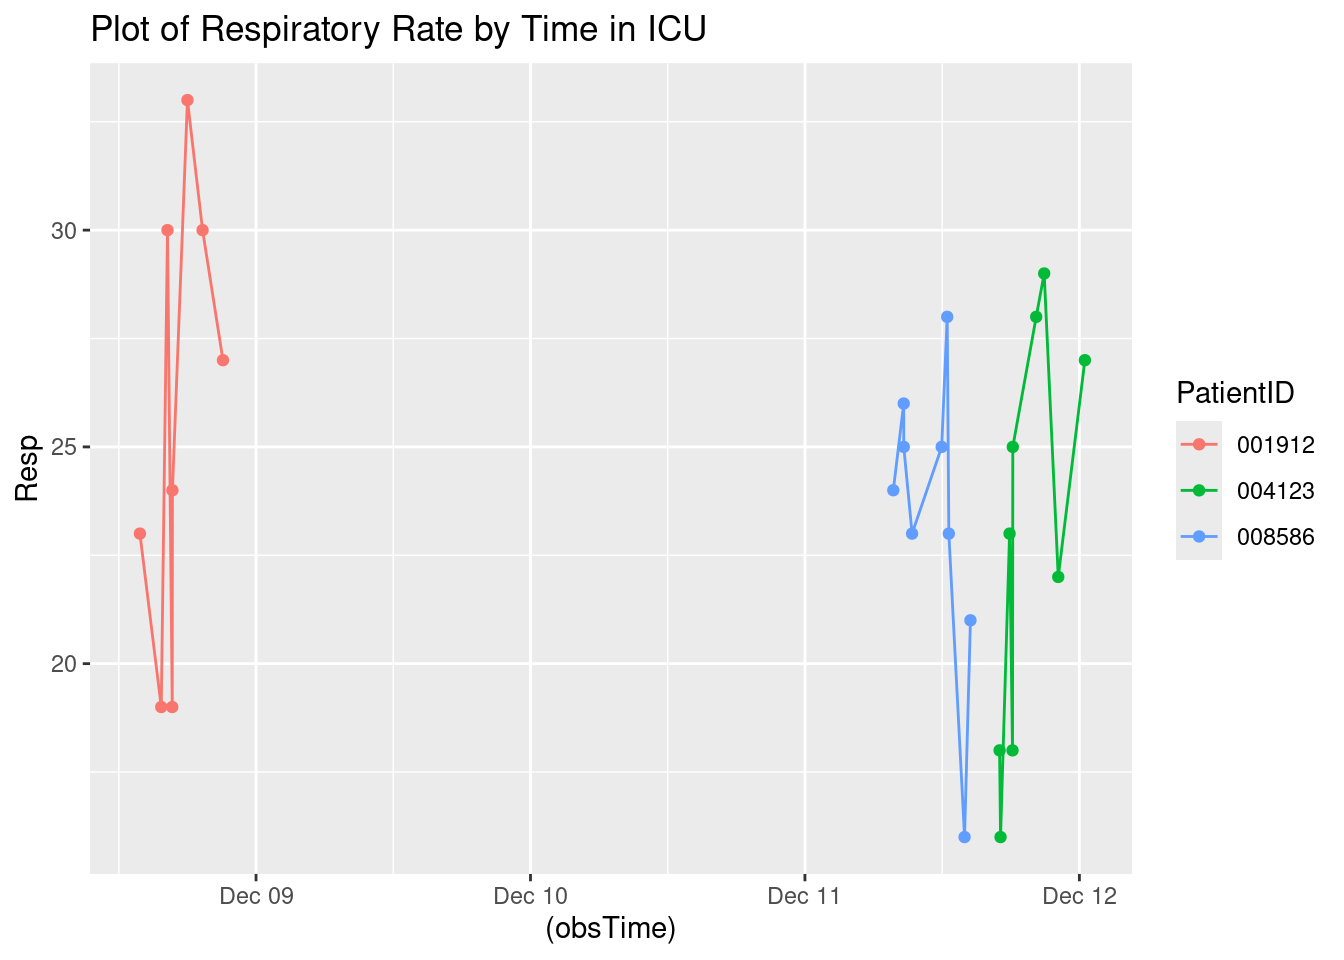 Plot of Respiratory Rate by Time in ICU
30
25
20
Resp
Dec 09 Dec 10 Dec 11 Dec 12
(obsTime)
PatientID
001912
004123
008586